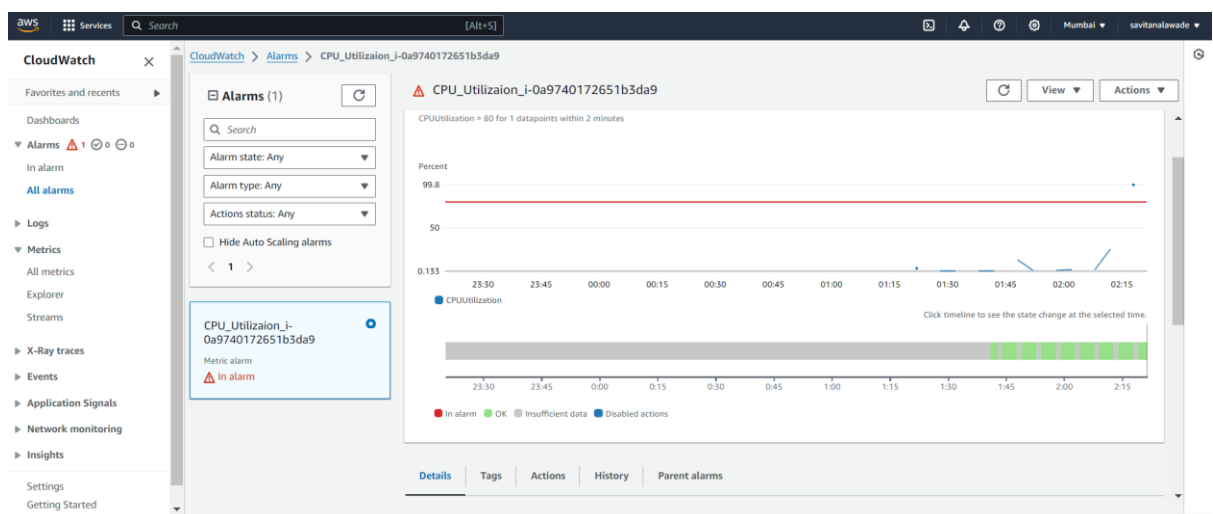 aws
Services
Search
[Alt+S]
Mumbai
savitanalawade
CloudWatch
Favorites and recents
Dashboards
Alarms 1 0 0
In alarm
All alarms
Logs
Metrics
All metrics
Explorer
Streams
X-Ray traces
Events
Application Signals
Network monitoring
Insights
Settings
Getting Started
CloudWatch > Alarms > CPU_Utilizaion_i-0a9740172651b3da9
Alarms (1)
Search
Alarm state: Any
Alarm type: Any
Actions status: Any
Hide Auto Scaling alarms
< 1 >
CPU_Utilizaion_i-
0a9740172651b3da9
Metric alarm
In alarm
CPU_Utilizaion_i-0a9740172651b3da9
View
Actions
CPUUtilization > 80 for 1 datapoints within 2 minutes
Percent
99.8
50
0.133
23:30 23:45 00:00 00:15 00:30 00:45 01:00 01:15 01:30 01:45 02:00 02:15
CPUUtilization
Click timeline to see the state change at the selected time.
23:30 23:45 0:00 0:15 0:30 0:45 1:00 1:15 1:30 1:45 2:00 2:15
In alarm OK Insufficient data Disabled actions
Details Tags Actions History Parent alarms